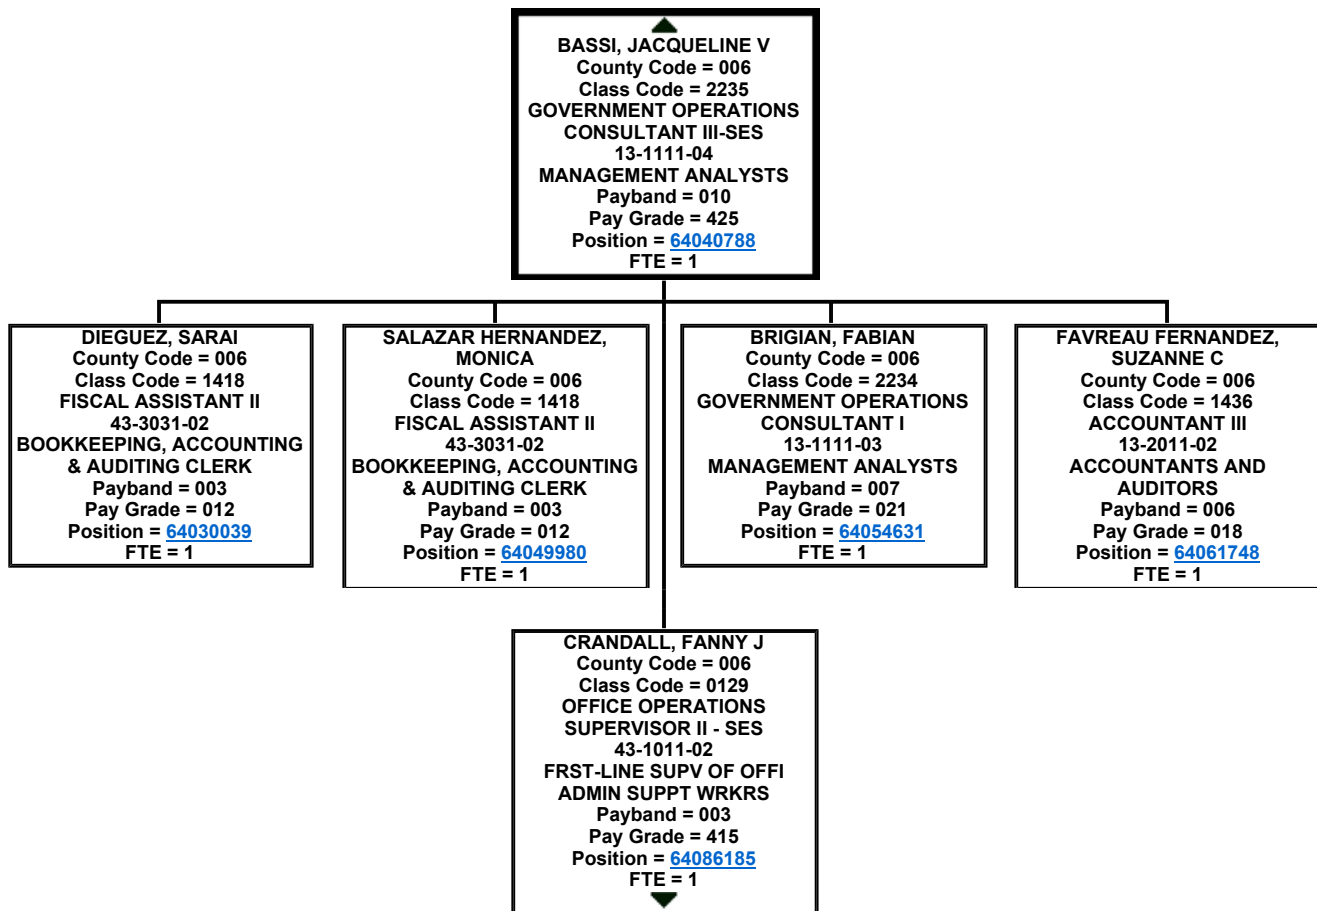 BASSI, JACQUELINE V
County Code = 006
Class Code = 2235
GOVERNMENT OPERATIONS
CONSULTANT III-SES
13-1111-04
MANAGEMENT ANALYSTS
Payband = 010
Pay Grade = 425
Position = 64040788
FTE = 1
DIEGUEZ, SARAI
County Code = 006
Class Code = 1418
FISCAL ASSISTANT II
43-3031-02
BOOKKEEPING, ACCOUNTING
& AUDITING CLERK
Payband = 003
Pay Grade = 012
Position = 64030039
FTE = 1
SALAZAR HERNANDEZ,
MONICA
County Code = 006
Class Code = 1418
FISCAL ASSISTANT II
43-3031-02
BOOKKEEPING, ACCOUNTING
& AUDITING CLERK
Payband = 003
Pay Grade = 012
Position = 64049980
FTE = 1
BRIGIAN, FABIAN
County Code = 006
Class Code = 2234
GOVERNMENT OPERATIONS
CONSULTANT I
13-1111-03
MANAGEMENT ANALYSTS
Payband = 007
Pay Grade = 021
Position = 64054631
FTE = 1
FAVREAU FERNANDEZ,
SUZANNE C
County Code = 006
Class Code = 1436
ACCOUNTANT III
13-2011-02
ACCOUNTANTS AND
AUDITORS
Payband = 006
Pay Grade = 018
Position = 64061748
FTE = 1
CRANDALL, FANNY J
County Code = 006
Class Code = 0129
OFFICE OPERATIONS
SUPERVISOR II - SES
43-1011-02
FRST-LINE SUPV OF OFFI
ADMIN SUPPT WRKRS
Payband = 003
Pay Grade = 415
Position = 64086185
FTE = 1